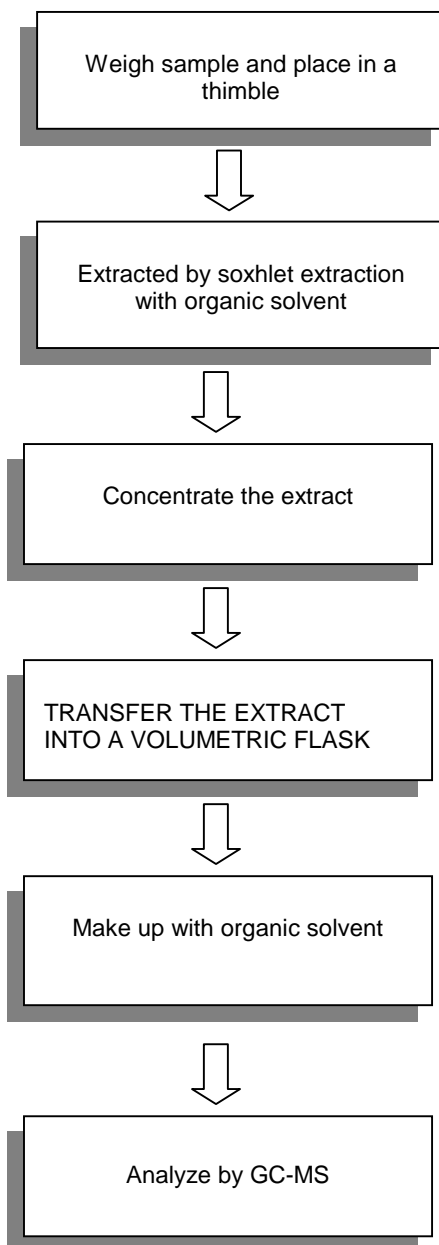 Weigh sample and place in a
thimble
Extracted by soxhlet extraction
with organic solvent
Concentrate the extract
TRANSFER THE EXTRACT
INTO A VOLUMETRIC FLASK
Make up with organic solvent
Analyze by GC-MS